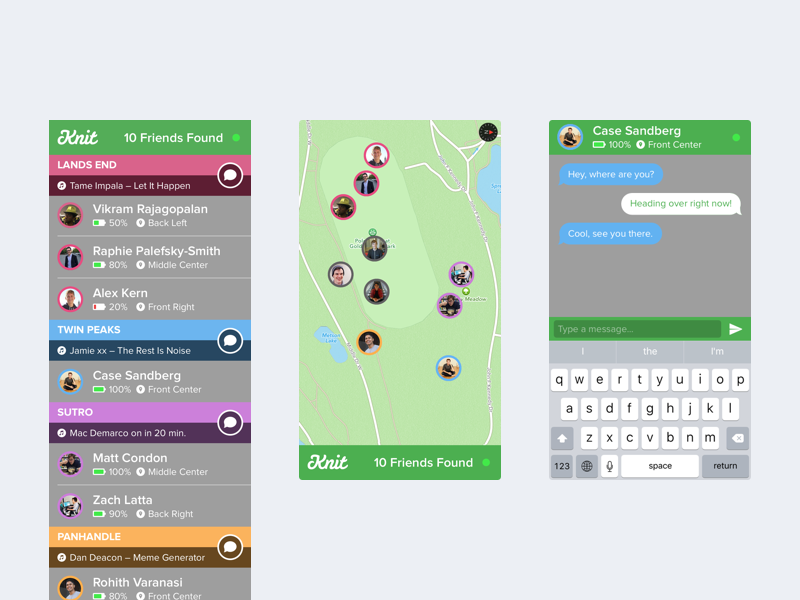 Knit 10 Friends Found
LANDS END
Tame Impala – Let It Happen
Vikram Rajagopalan
50% Back Left
Raphie Palefsky-Smith
80% Middle Center
Alex Kern
20% Front Right
TWIN PEAKS
Jamie xx – The Rest Is Noise
Case Sandberg
100% Front Center
SUTRO
Mac Demarco on in 20 min.
Matt Condon
100% Middle Center
Zach Latta
90% Back Right
PANHANDLE
Dan Deacon – Meme Generator
Rohith Varanasi
80% Front Center
Meadow
Lake
Knit 10 Friends Found
Case Sandberg
100% Front Center
Hey, where are you?
Heading over right now!
Cool, see you there.
Type a message...
I the I'm
q w e r t y u i o p
a s d f g h j k l
z x c v b n m
123 space return